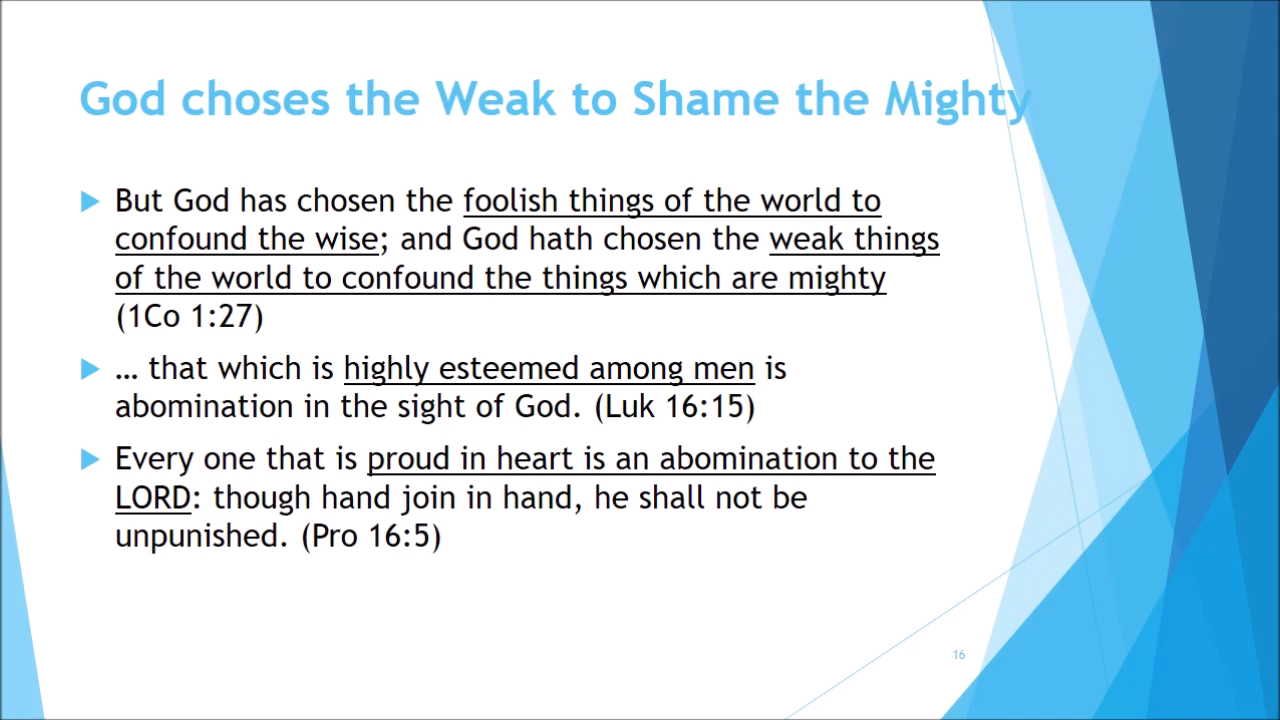 God choses the Weak to Shame the Mighty
But God has chosen the foolish things of the world to
confound the wise; and God hath chosen the weak things
of the world to confound the things which are mighty
(1Co 1:27)
… that which is highly esteemed among men is
abomination in the sight of God. (Luk 16:15)
Every one that is proud in heart is an abomination to the
LORD: though hand join in hand, he shall not be
unpunished. (Pro 16:5)
16